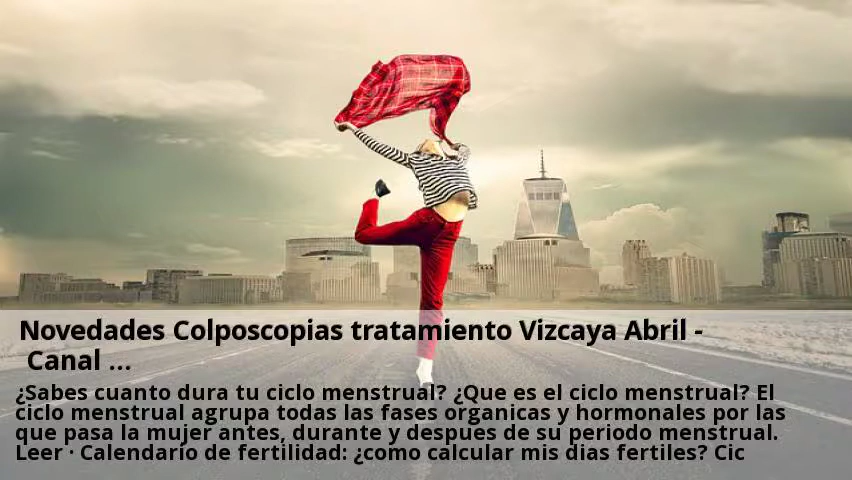 Novedades Colposcopias tratamiento Vizcaya Abril -
Canal ...
¿Sabes cuanto dura tu ciclo menstrual? ¿Que es el ciclo menstrual? El
ciclo menstrual agrupa todas las fases organicas y hormonales por las
que pasa la mujer antes, durante y despues de su periodo menstrual.
Leer · Calendario de fertilidad: ¿como calcular mis dias fertiles? Cic